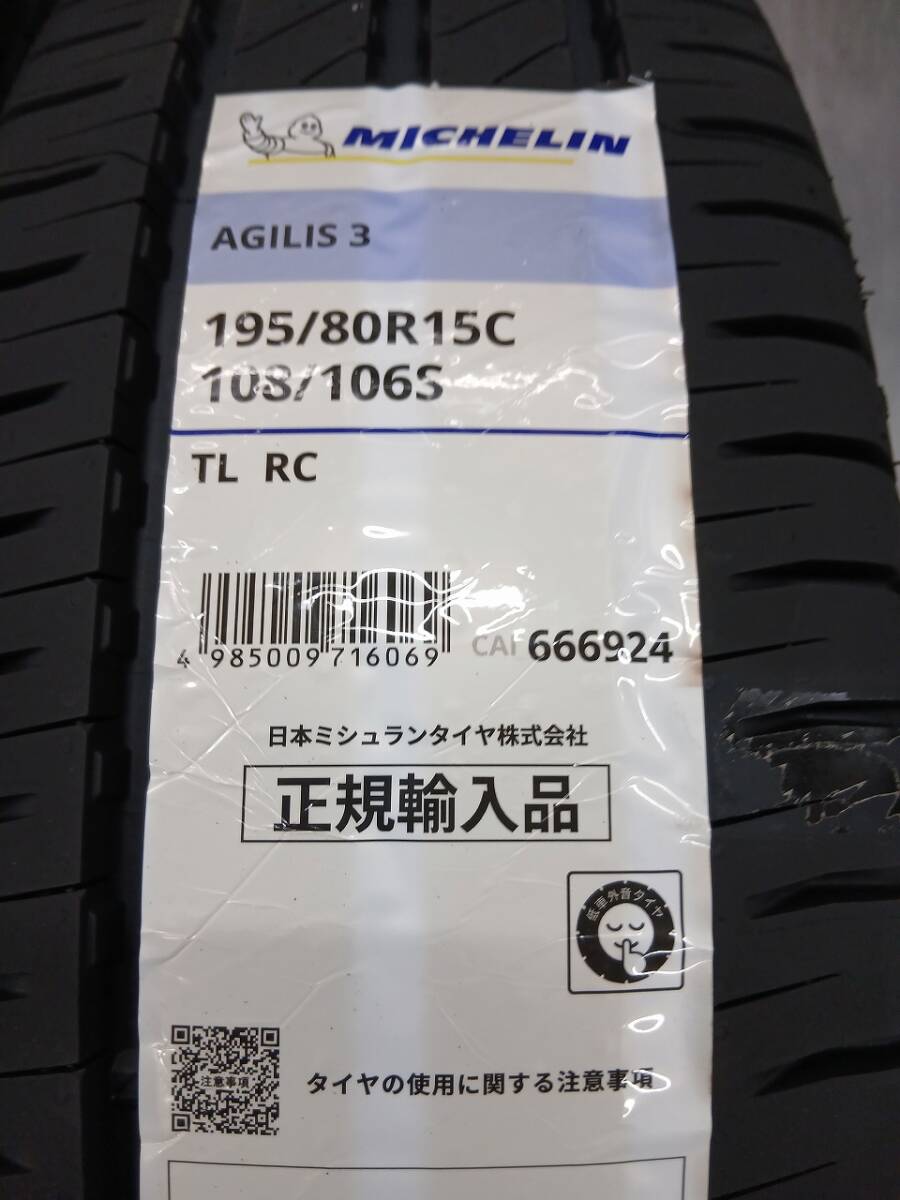 MICHELIN
AGILIS 3
195/80R15C
108/106S
TL RC
4 985009 716069
CAI 666924
日本ミシュランタイヤ株式会社
正規輸入品
低車外音タイヤ
注意事項
タイヤの使用に関する注意事項